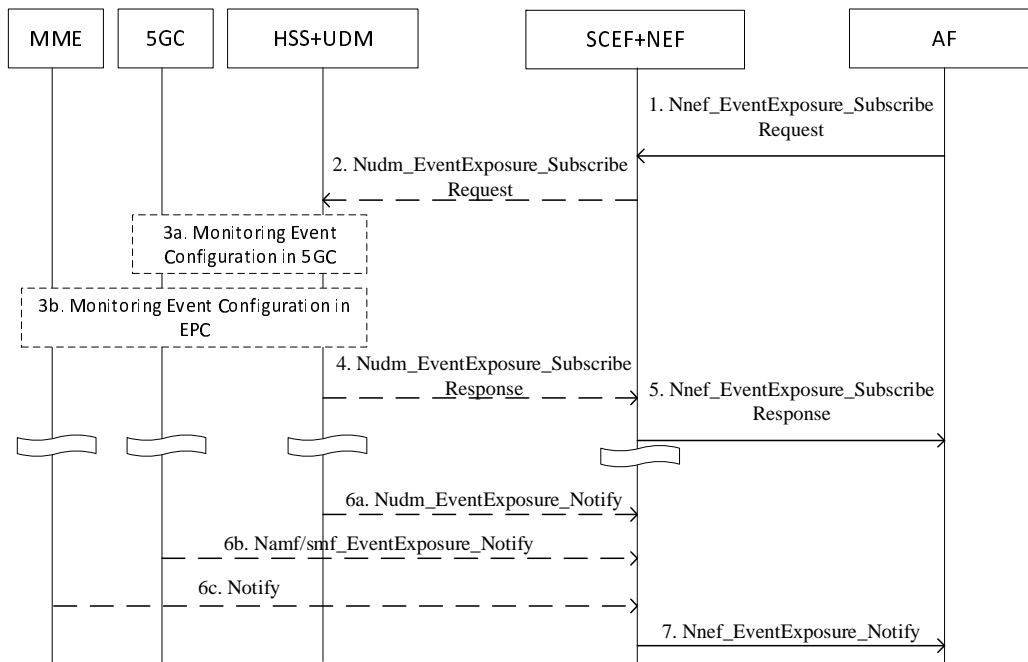 MME
5GC
HSS+UDM
SCEF+NEF
AF
1. Nnef_EventExposure_Subscribe
Request
2. Nudm_EventExposure_Subscribe
Request
3a. Monitoring Event
Configuration in 5GC
3b. Monitoring Event Configuration in
EPC
4. Nudm_EventExposure_Subscribe
Response
5. Nnef_EventExposure_Subscribe
Response
6a. Nudm_EventExposure_Notify
6b. Namf/smf_EventExposure_Notify
6c. Notify
7. Nnef_EventExposure_Notify